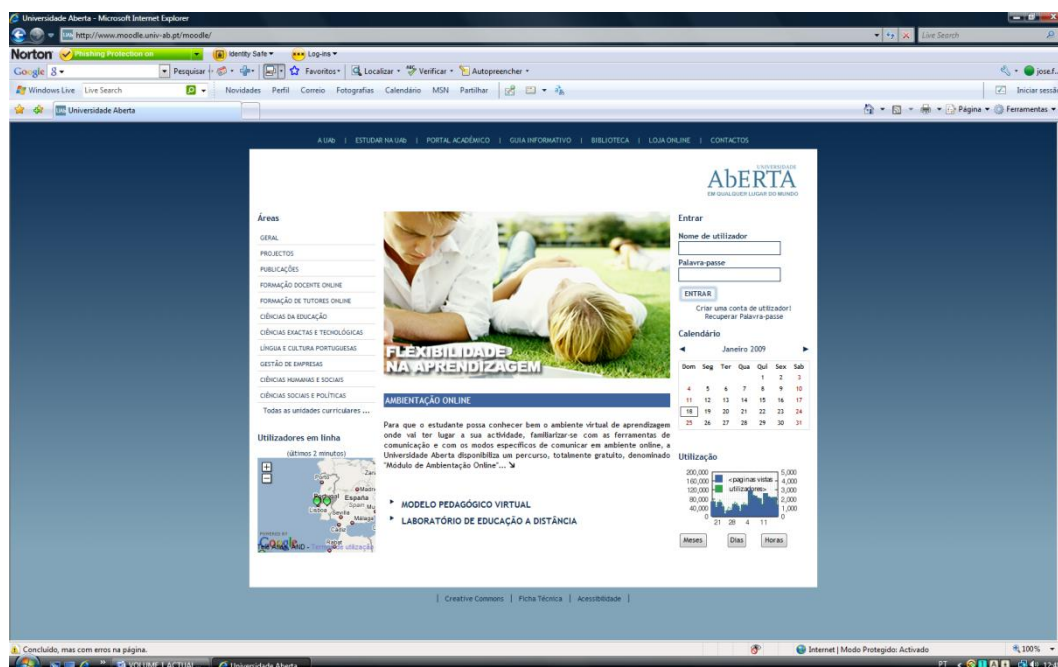 Universidade Aberta - Microsoft Internet Explorer
http://www.moodle.univ-ab.pt/moodle/
Live Search
Norton
Phishing Protection on
Identity Safe
Log-ins
Google
Pesquisar
Favoritos
Localizar
Verificar
Autopreencher
josef..
Windows Live
Live Search
Novidades
Perfil
Correio
Fotografias
Calendário
MSN
Partilhar
Iniciar sessã
Universidade Aberta
Página
Ferramentas
A UAb | ESTUDAR NA UAb | PORTAL ACADÉMICO | GUIA INFORMATIVO | BIBLIOTECA | LOJA ONLINE | CONTACTOS
UNIVERSIDADE
AbERTA
EM QUALQUER LUGAR DO MUNDO
Áreas
GERAL
PROJECTOS
PUBLICAÇÕES
FORMAÇÃO DOCENTE ONLINE
FORMAÇÃO DE TUTORES ONLINE
CIÊNCIAS DA EDUCAÇÃO
CIÊNCIAS EXACTAS E TECNOLÓGICAS
LÍNGUA E CULTURA PORTUGUESAS
GESTÃO DE EMPRESAS
CIÊNCIAS HUMANAS E SOCIAIS
CIÊNCIAS SOCIAIS E POLÍTICAS
Todas as unidades curriculares ...
Utilizadores em linha
(últimos 2 minutos)
Porto
Portugal
España
Spain
Lisboa
Sevilla
Málaga
Rabat
POWERED BY
Google
FLEXIBILIDADE
NA APRENDIZAGEM
AMBIENTAÇÃO ONLINE
Para que o estudante possa conhecer bem o ambiente virtual de aprendizagem
onde vai ter lugar a sua actividade, familiarizar-se com as ferramentas de
comunicação e com os modos específicos de comunicar em ambiente online, a
Universidade Aberta disponibiliza um percurso, totalmente gratuito, denominado
"Módulo de Ambientação Online"...
MODELO PEDAGÓGICO VIRTUAL
LABORATÓRIO DE EDUCAÇÃO A DISTÂNCIA
Entrar
Nome de utilizador
Palavra-passe
ENTRAR
Criar uma conta de utilizador!
Recuperar Palavra-passe
Calendário
Janeiro 2009
Dom Seg Ter Qua Qui Sex Sab
1 2 3
4 5 6 7 8 9 10
11 12 13 14 15 16 17
18 19 20 21 22 23 24
25 26 27 28 29 30 31
Utilização
200,000 5,000
160,000 <paginas vistas 4,000
120,000 utilizadores> 3,000
80,000 2,000
40,000 1,000
0 0
21 28 4 11
Meses
Dias
Horas
| Creative Commons | Ficha Técnica | Acessibilidade |
Concluído, mas com erros na página.
Internet | Modo Protegido: Activado
100%
VOLUME I ACTUAL ...
Universidade Aberta ...
PT